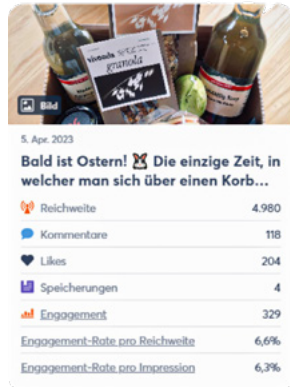 granola
Bild
5. Apr. 2023
Bald ist Ostern! 🐰 Die einzige Zeit, in
welcher man sich über einen Korb...
Reichweite 4.980
Kommentare 118
Likes 204
Speicherungen 4
Engagement 329
Engagement-Rate pro Reichweite 6,6%
Engagement-Rate pro Impression 6,3%